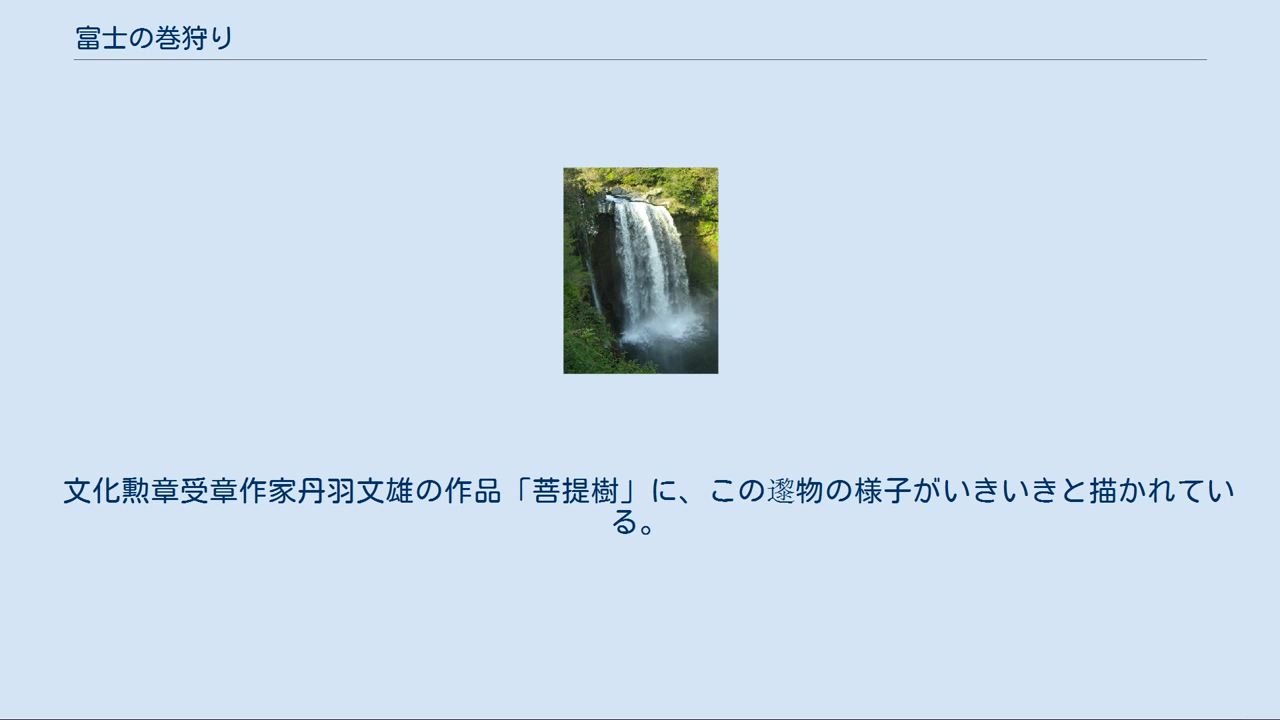 富士の巻狩り
文化勲章受章作家丹羽文雄の作品「菩提樹」に、この邌物の様子がいきいきと描かれてい
る。